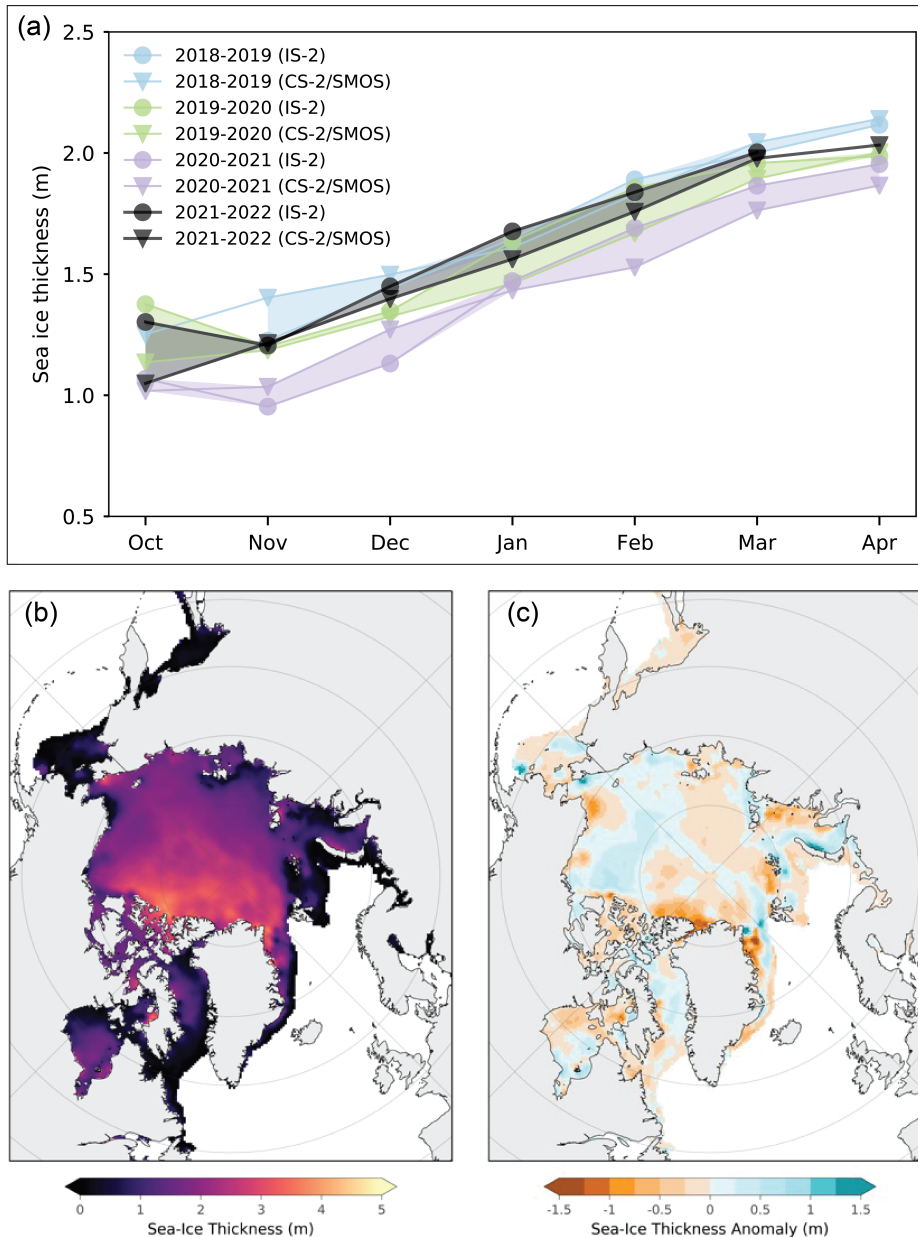 (a)
2.5
2.0
1.5
1.0
0.5
Sea ice thickness (m)
2018-2019 (IS-2)
2018-2019 (CS-2/SMOS)
2019-2020 (IS-2)
2019-2020 (CS-2/SMOS)
2020-2021 (IS-2)
2020-2021 (CS-2/SMOS)
2021-2022 (IS-2)
2021-2022 (CS-2/SMOS)
Oct Nov Dec Jan Feb Mar Apr
(b)
(c)
0 1 2 3 4 5
Sea-Ice Thickness (m)
-1.5 -1 -0.5 0 0.5 1 1.5
Sea-Ice Thickness Anomaly (m)